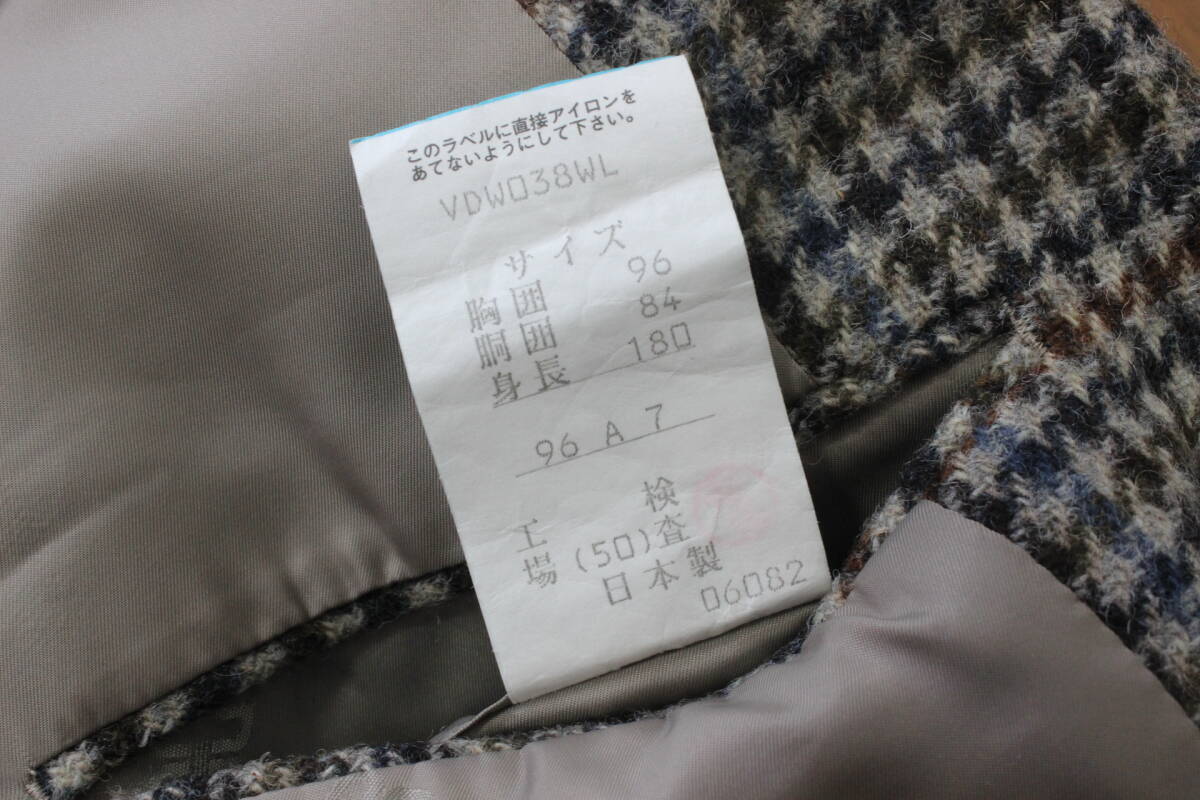 このラベルに直接アイロンを
あてないようにして下さい。
VDW038WL
サイズ
胸囲 96
胴囲 84
身長 180
96 A 7
工場 (50) 検査
日本製
06082